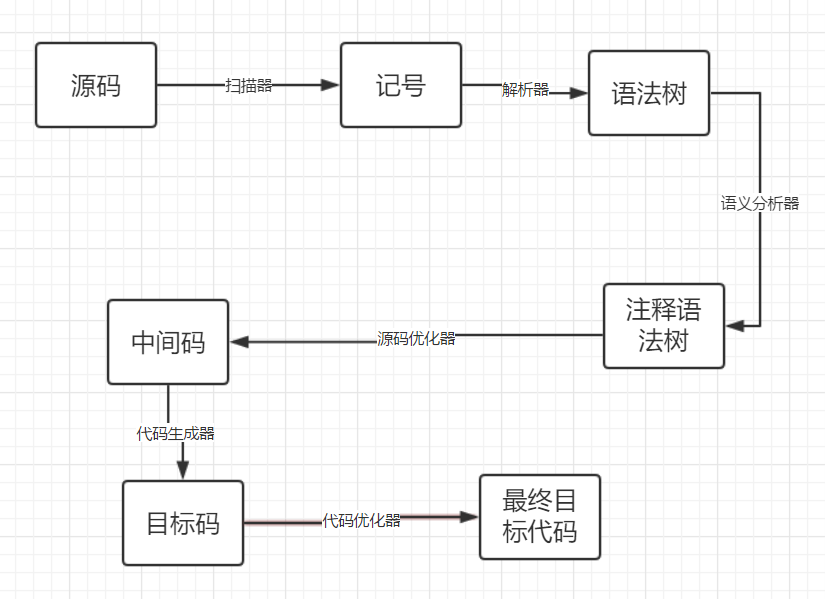 源码
扫描器
记号
解析器
语法树
语义分析器
注释语
法树
源码优化器
中间码
代码生成器
目标码
代码优化器
最终目
标代码